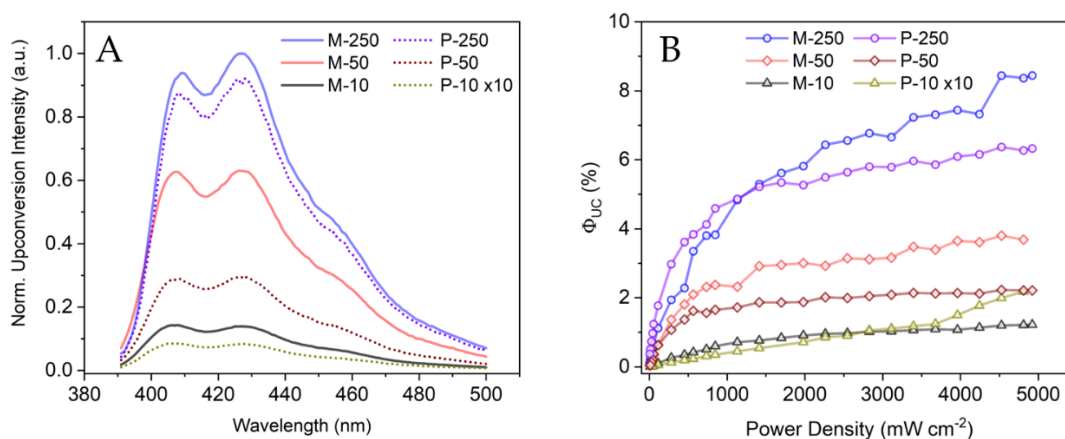 A
M-250
P-250
M-50
P-50
M-10
P-10 x10
Norm. Upconversion Intensity (a.u.)
1.0
0.8
0.6
0.4
0.2
0.0
380 400 420 440 460 480 500
Wavelength (nm)
B
M-250
P-250
M-50
P-50
M-10
P-10 x10
Φ_UC (%)
10
8
6
4
2
0
0 1000 2000 3000 4000 5000
Power Density (mW cm⁻²)